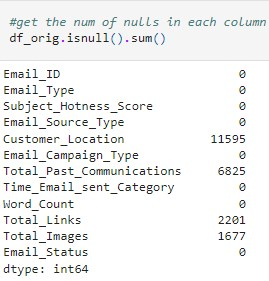 #get the num of nulls in each column
df_orig.isnull().sum()
Email_ID 0
Email_Type 0
Subject_Hotness_Score 0
Email_Source_Type 0
Customer_Location 11595
Email_Campaign_Type 0
Total_Past_Communications 6825
Time_Email_sent_Category 0
Word_Count 0
Total_Links 2201
Total_Images 1677
Email_Status 0
dtype: int64